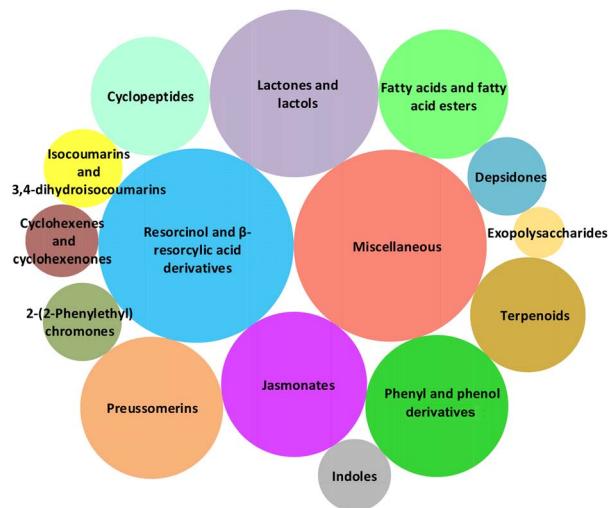 Cyclopeptides
Lactones and
lactols
Fatty acids and fatty
acid esters
Isocoumarins
and
3,4-dihydroisocoumarins
Depsidones
Cyclohexenes
and
cyclohexenones
Resorcinol and β-
resorcylic acid
derivatives
Miscellaneous
Exopolysaccharides
2-(2-Phenylethyl)
chromones
Terpenoids
Preussomerins
Jasmonates
Phenyl and phenol
derivatives
Indoles